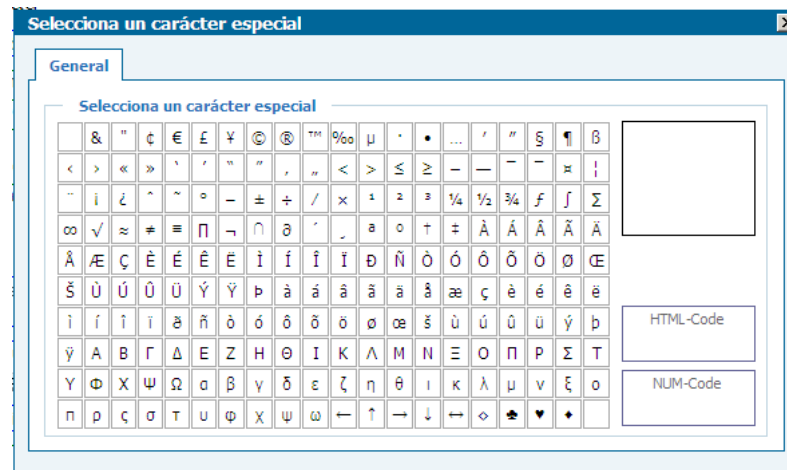 Selecciona un carácter especial
General
Selecciona un carácter especial
& " ¢ € £ ¥ © ® ™ ‰ µ · • … ′ ″ § ¶ ß
‹ › « » ‘ ’ “ ” ‚ „ < > ≤ ≥ – — ¯ ‾ ¤ ¦
¨ ¡ ¿ ˆ ˜ ° − ± ÷ ⁄ × ¹ ² ³ ¼ ½ ¾ ƒ ∫ ∑
∞ √ ≈ ≠ ≡ ∏ ¬ ∩ ∂ ´ ¸ ª º † ‡ À Á Â Ã Ä
Å Æ Ç È É Ê Ë Ì Í Î Ï Ð Ñ Ò Ó Ô Õ Ö Ø Œ
Š Ù Ú Û Ü Ý Ÿ Þ à á â ã ä å æ ç è é ê ë
ì í î ï ð ñ ò ó ô õ ö ø œ š ù ú û ü ý þ
HTML-Code
ÿ Α Β Γ Δ Ε Ζ Η Θ Ι Κ Λ Μ Ν Ξ Ο Π Ρ Σ Τ
Υ Φ Χ Ψ Ω α β γ δ ε ζ η θ ι κ λ μ ν ξ ο
NUM-Code
π ρ ς σ τ υ φ χ ψ ω ← ↑ → ↓ ↔ ◊ ♣ ♥ ♦